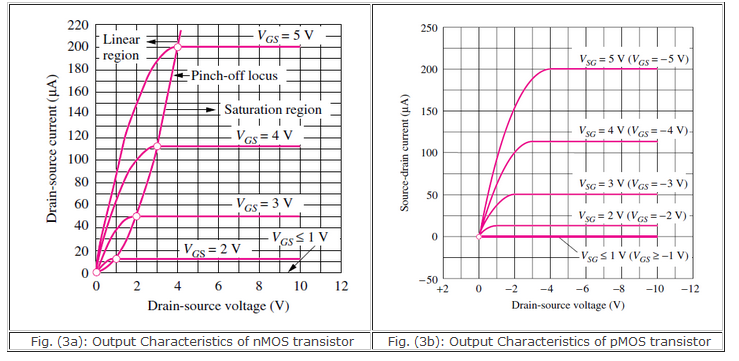 220
200
180
160
140
120
100
80
60
40
20
0
Drain-source current (μA)
Linear
region
V_GS = 5 V
Pinch-off locus
Saturation region
V_GS = 4 V
V_GS = 3 V
V_GS ≤ 1 V
V_GS = 2 V
0 2 4 6 8 10 12
Drain-source voltage (V)
Fig. (3a): Output Characteristics of nMOS transistor
250
200
150
100
50
0
−50
Source-drain current (μA)
V_SG = 5 V (V_GS = −5 V)
V_SG = 4 V (V_GS = −4 V)
V_SG = 3 V (V_GS = −3 V)
V_SG = 2 V (V_GS = −2 V)
V_SG ≤ 1 V (V_GS ≥ −1 V)
+2 0 −2 −4 −6 −8 −10 −12
Drain-source voltage (V)
Fig. (3b): Output Characteristics of pMOS transistor